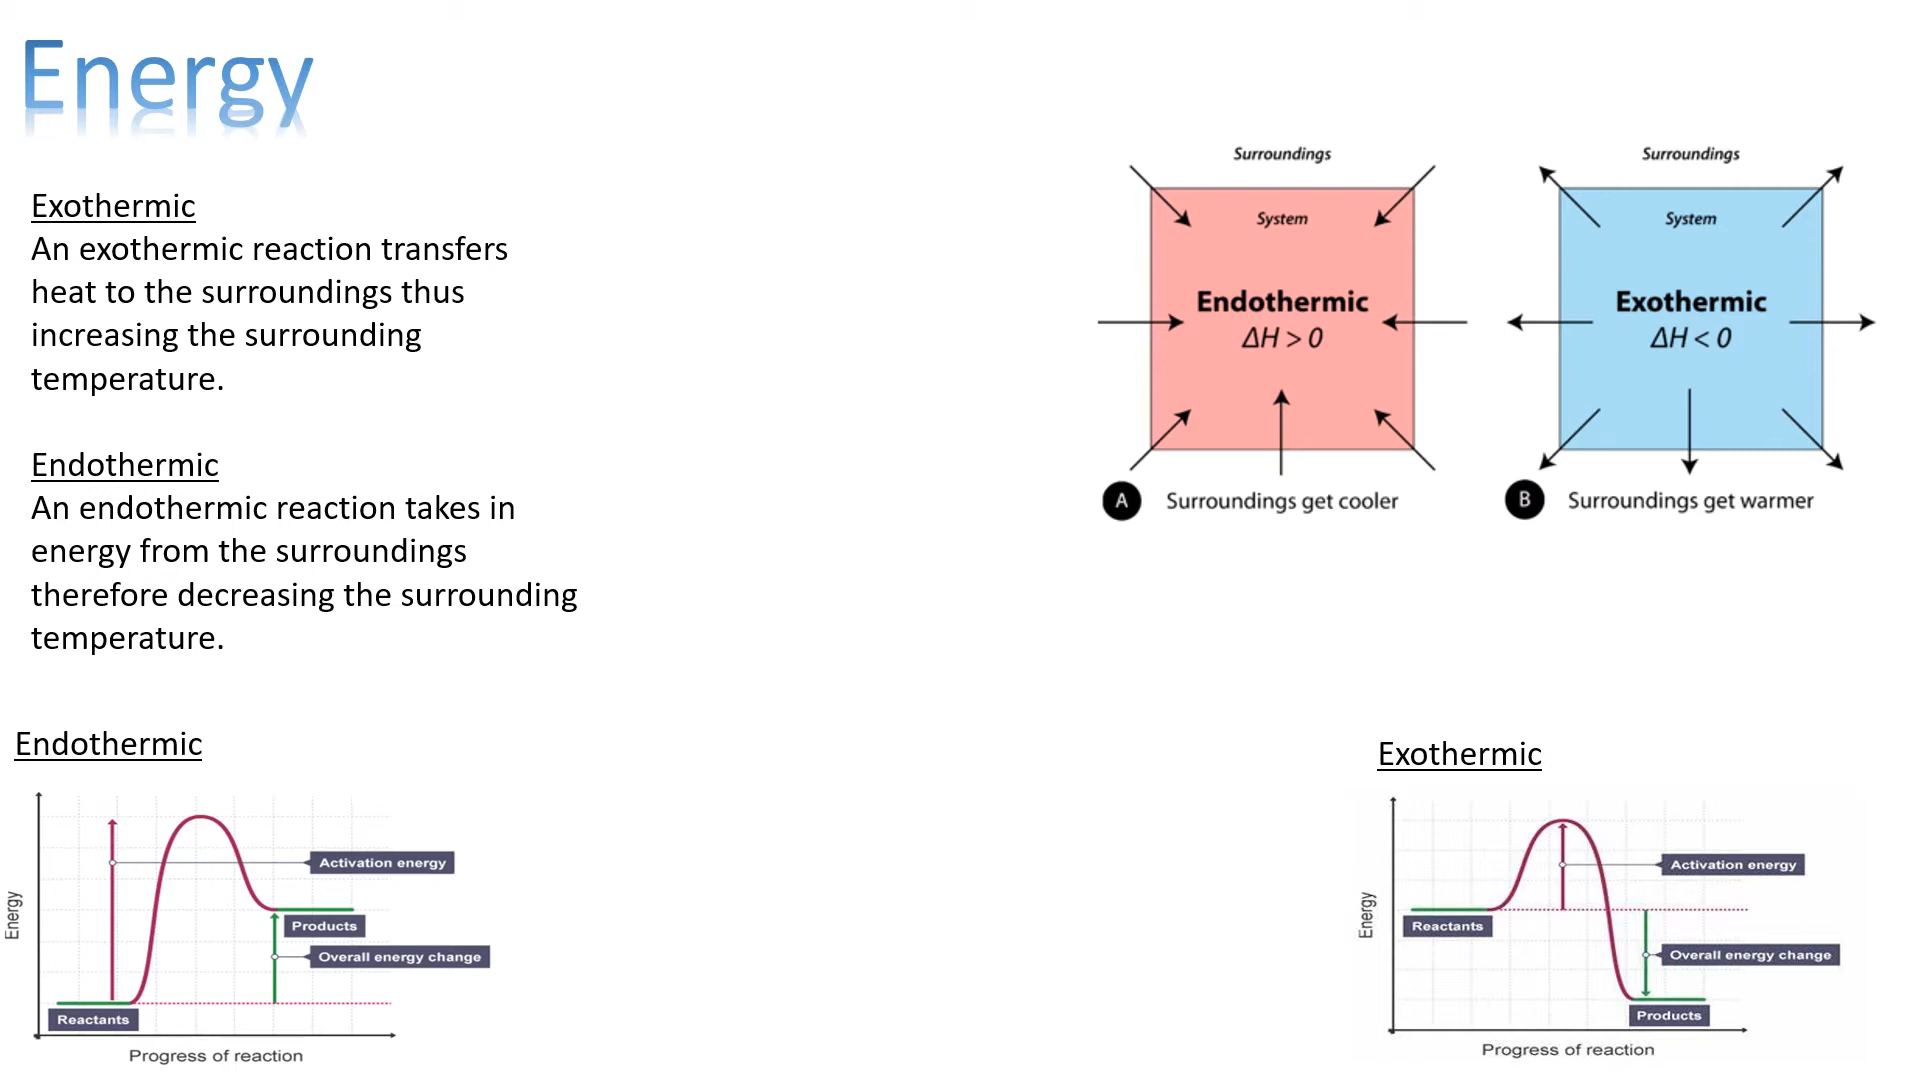 Energy
Exothermic
An exothermic reaction transfers
heat to the surroundings thus
increasing the surrounding
temperature.
Endothermic
An endothermic reaction takes in
energy from the surroundings
therefore decreasing the surrounding
temperature.
Surroundings
System
Endothermic
ΔH > 0
A Surroundings get cooler
Surroundings
System
Exothermic
ΔH < 0
B Surroundings get warmer
Endothermic
Energy
Activation energy
Products
Overall energy change
Reactants
Progress of reaction
Exothermic
Energy
Activation energy
Reactants
Overall energy change
Products
Progress of reaction